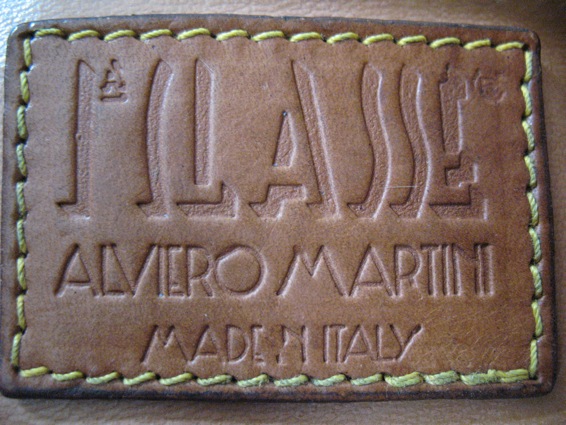 1ª CLASSE ®
ALVIERO MARTINI
MADE IN ITALY